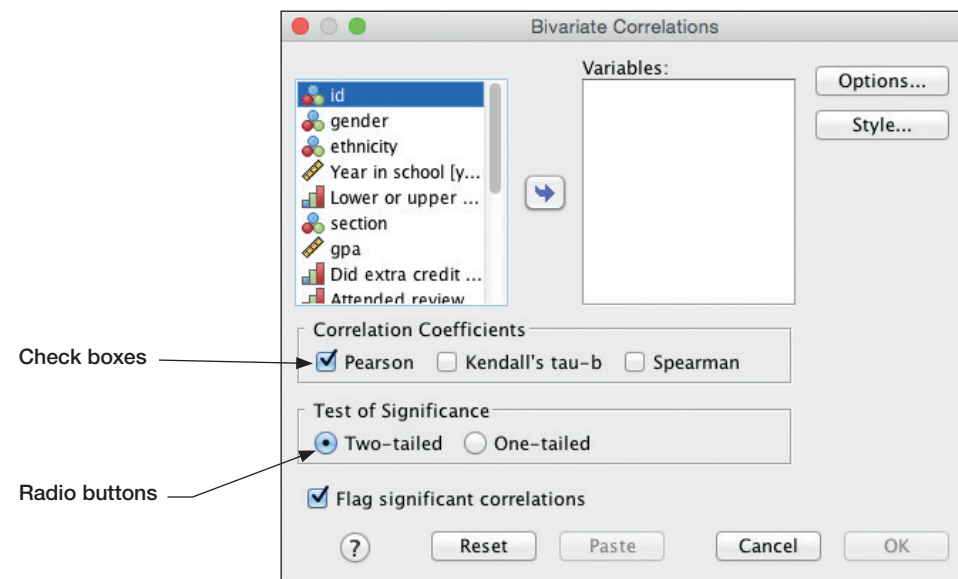 Bivariate Correlations
Variables:
id
gender
ethnicity
Year in school [y...
Lower or upper ...
section
gpa
Did extra credit ...
Attended review
Options...
Style...
Correlation Coefficients
Check boxes
Pearson Kendall's tau-b Spearman
Test of Significance
Two-tailed One-tailed
Radio buttons
Flag significant correlations
? Reset Paste Cancel OK